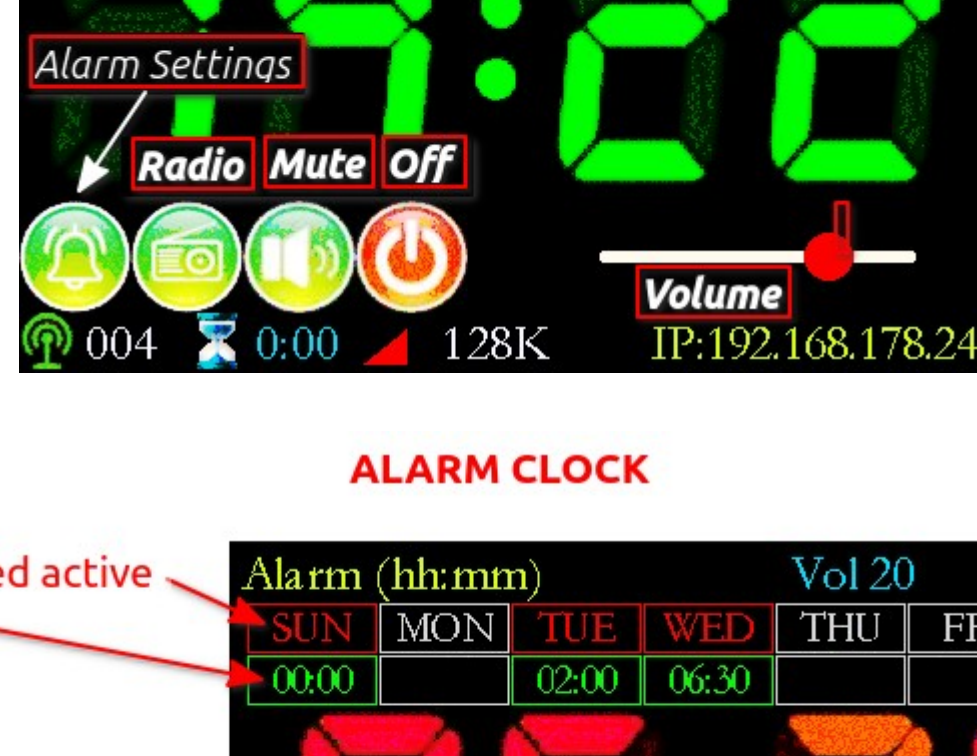 Alarm Settings
Radio Mute Off
Volume
004 0:00 128K IP:192.168.178.24
ALARM CLOCK
ed active
Alarm (hh:mm) Vol 20
SUN MON TUE WED THU
00:00 02:00 06:30